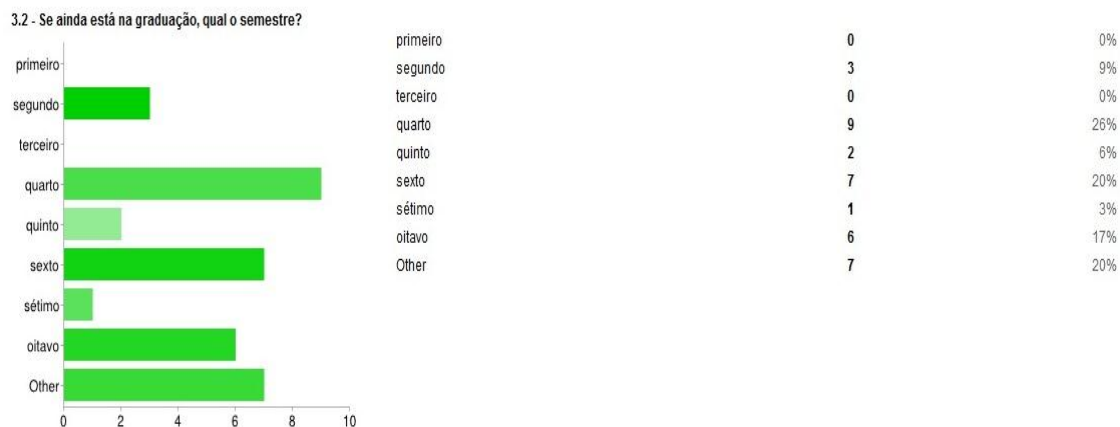 3.2 - Se ainda está na graduação, qual o semestre?
primeiro
segundo
terceiro
quarto
quinto
sexto
sétimo
oitavo
Other
0 2 4 6 8 10
primeiro 0 0%
segundo 3 9%
terceiro 0 0%
quarto 9 26%
quinto 2 6%
sexto 7 20%
sétimo 1 3%
oitavo 6 17%
Other 7 20%